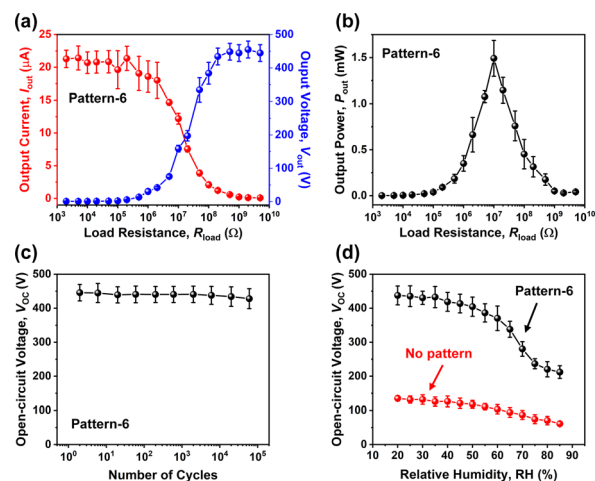 (a)
Output Current, Iout (μA)
25
20
15
10
5
0
Pattern-6
500
400
300
200
100
0
Ouput Voltage, Vout (V)
10³ 10⁴ 10⁵ 10⁶ 10⁷ 10⁸ 10⁹ 10¹⁰
Load Resistance, Rload (Ω)
(b)
Output Power, Pout (mW)
1.5
1.0
0.5
0.0
Pattern-6
10³ 10⁴ 10⁵ 10⁶ 10⁷ 10⁸ 10⁹ 10¹⁰
Load Resistance, Rload (Ω)
(c)
Open-circuit Voltage, VOC (V)
500
400
300
200
100
0
Pattern-6
10⁰ 10¹ 10² 10³ 10⁴ 10⁵
Number of Cycles
(d)
Open-circuit Voltage, VOC (V)
500
400
300
200
100
0
Pattern-6
No pattern
10 20 30 40 50 60 70 80 90
Relative Humidity, RH (%)